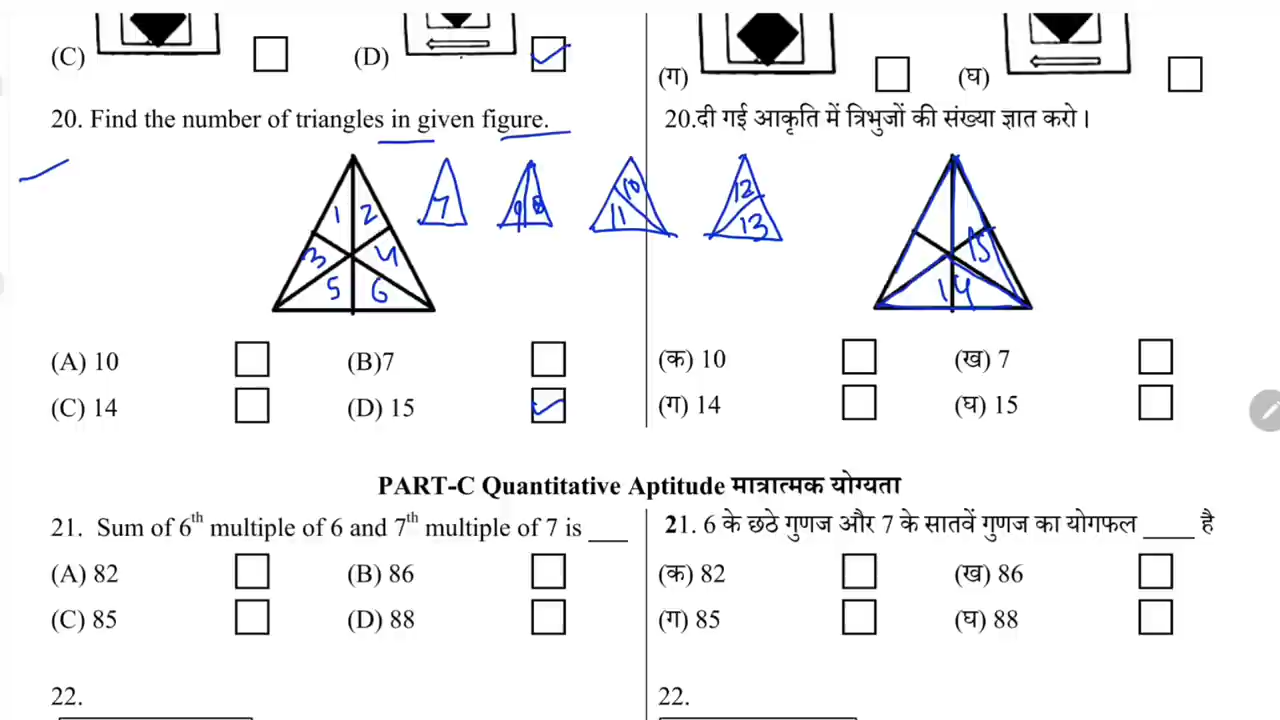 (C)
(D)
(ग)
(घ)
20. Find the number of triangles in given figure.
20.दी गई आकृति में त्रिभुजों की संख्या ज्ञात करो।
1 2
3 4
5 6
7
9 8
10
11
12
13
15
14
(A) 10
(B)7
(C) 14
(D) 15
(क) 10
(ख) 7
(ग) 14
(घ) 15
PART-C Quantitative Aptitude मात्रात्मक योग्यता
21. Sum of 6th multiple of 6 and 7th multiple of 7 is ___
(A) 82
(B) 86
(C) 85
(D) 88
21. 6 के छठे गुणज और 7 के सातवें गुणज का योगफल ____ है
(क) 82
(ख) 86
(ग) 85
(घ) 88
22.
22.